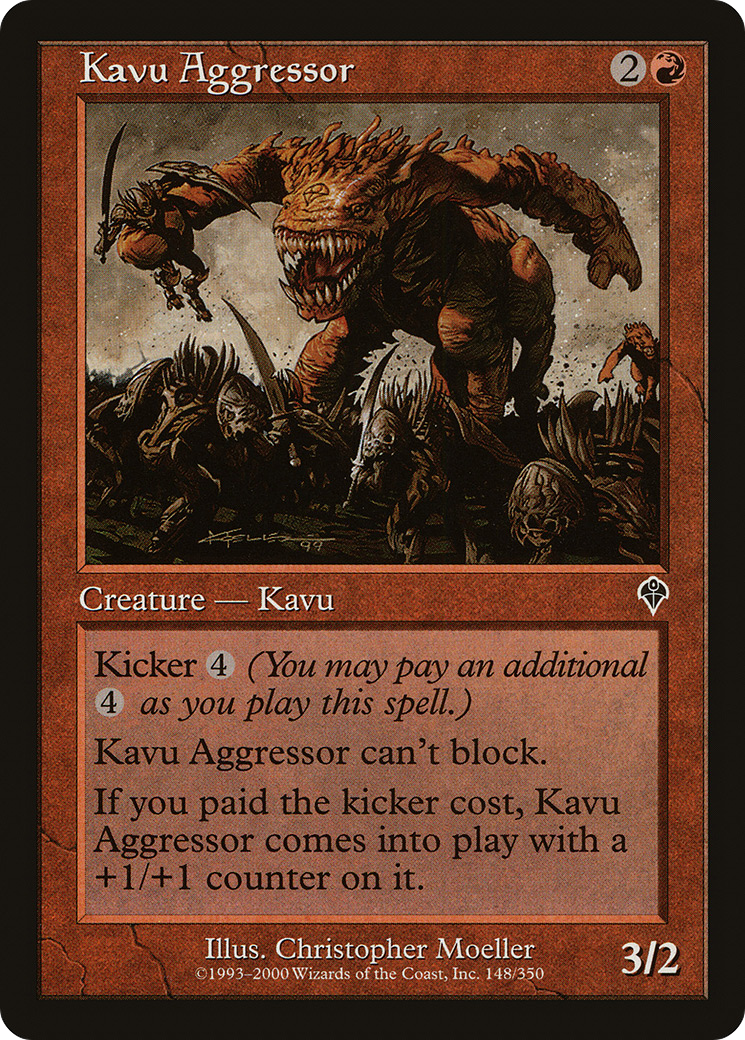 Kavu Aggressor 2
Creature — Kavu
Kicker 4 (You may pay an additional
4 as you play this spell.)
Kavu Aggressor can't block.
If you paid the kicker cost, Kavu
Aggressor comes into play with a
+1/+1 counter on it.
Illus. Christopher Moeller
©1993–2000 Wizards of the Coast, Inc. 148/350
3/2